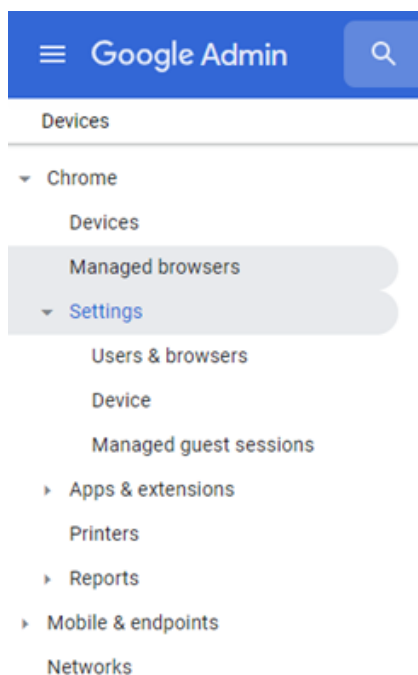 Google Admin
Devices
Chrome
Devices
Managed browsers
Settings
Users & browsers
Device
Managed guest sessions
Apps & extensions
Printers
Reports
Mobile & endpoints
Networks